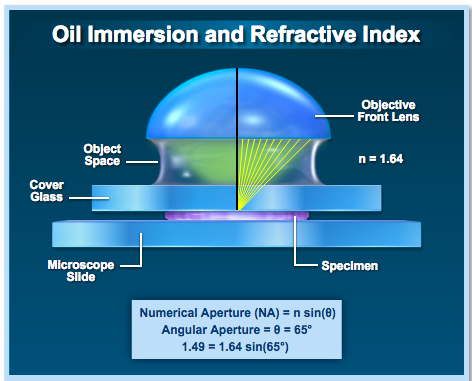 Oil Immersion and Refractive Index
Objective
Front Lens
Object
Space
n = 1.64
Cover
Glass
Microscope
Slide
Specimen
Numerical Aperture (NA) = n sin(θ)
Angular Aperture = θ = 65°
1.49 = 1.64 sin(65°)